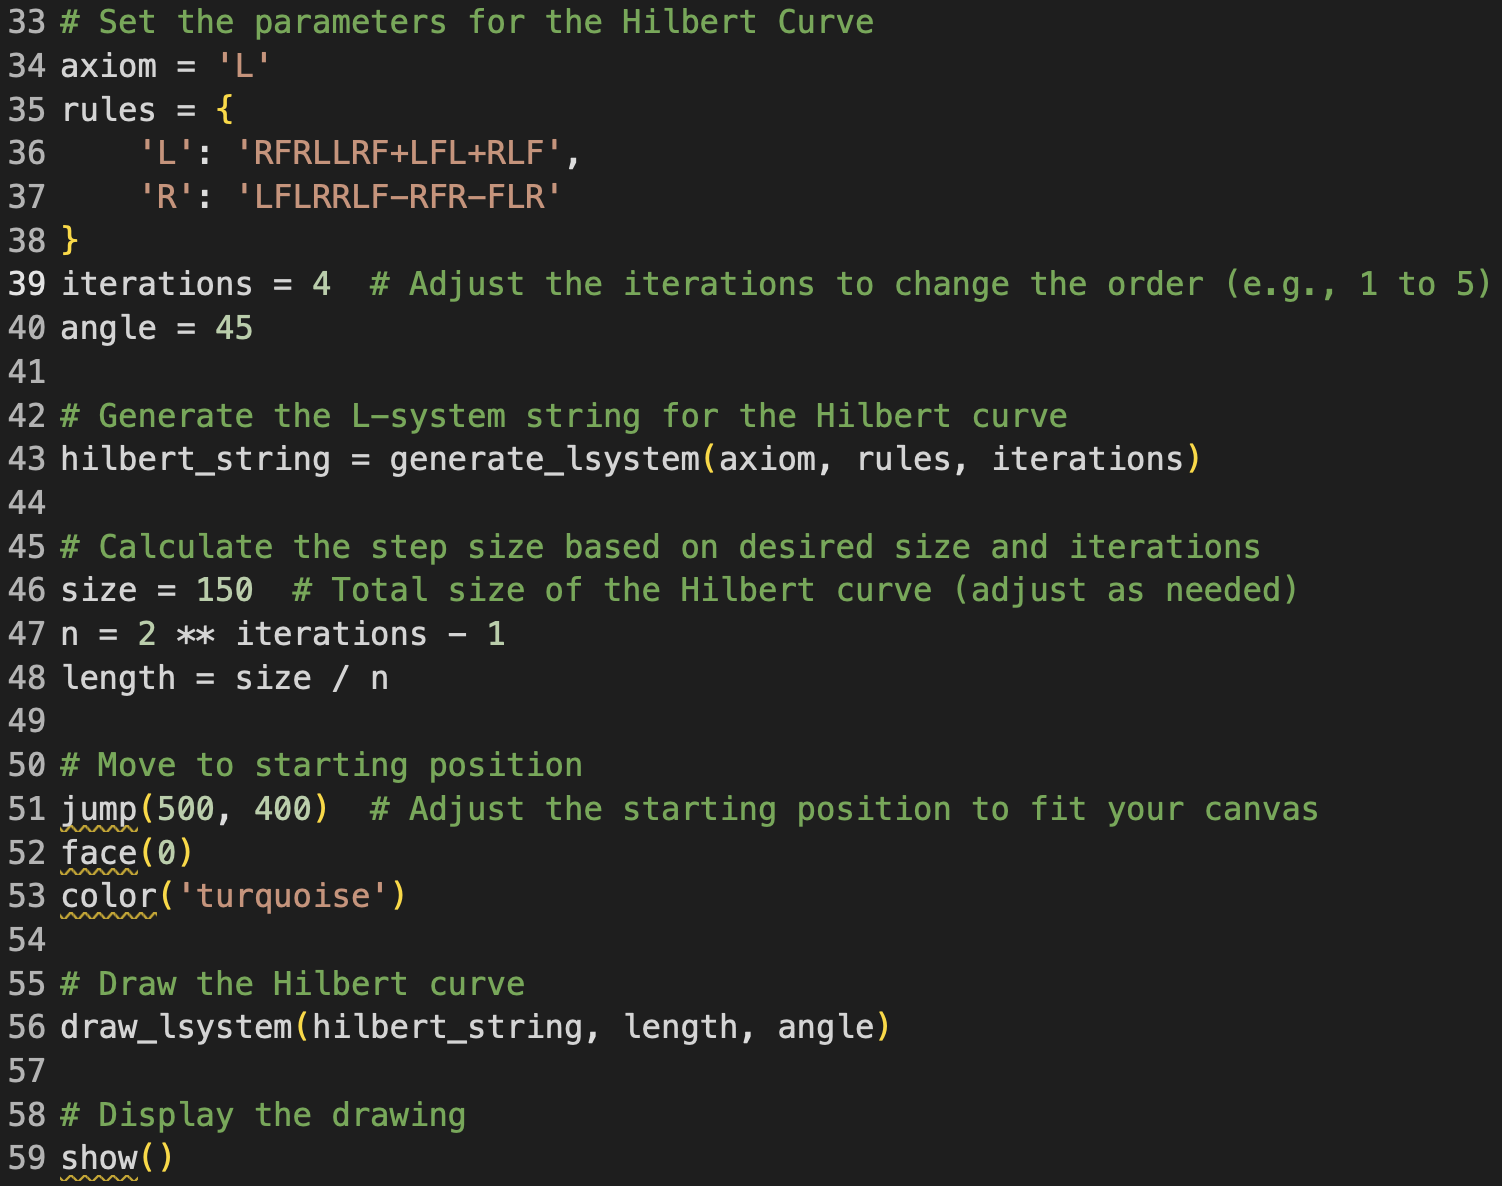 33 # Set the parameters for the Hilbert Curve
34 axiom = 'L'
35 rules = {
36     'L': 'RFRLLRF+LFL+RLF',
37     'R': 'LFLRRLF-RFR-FLR'
38 }
39 iterations = 4  # Adjust the iterations to change the order (e.g., 1 to 5)
40 angle = 45
41
42 # Generate the L-system string for the Hilbert curve
43 hilbert_string = generate_lsystem(axiom, rules, iterations)
44
45 # Calculate the step size based on desired size and iterations
46 size = 150  # Total size of the Hilbert curve (adjust as needed)
47 n = 2 ** iterations - 1
48 length = size / n
49
50 # Move to starting position
51 jump(500, 400)  # Adjust the starting position to fit your canvas
52 face(0)
53 color('turquoise')
54
55 # Draw the Hilbert curve
56 draw_lsystem(hilbert_string, length, angle)
57
58 # Display the drawing
59 show()